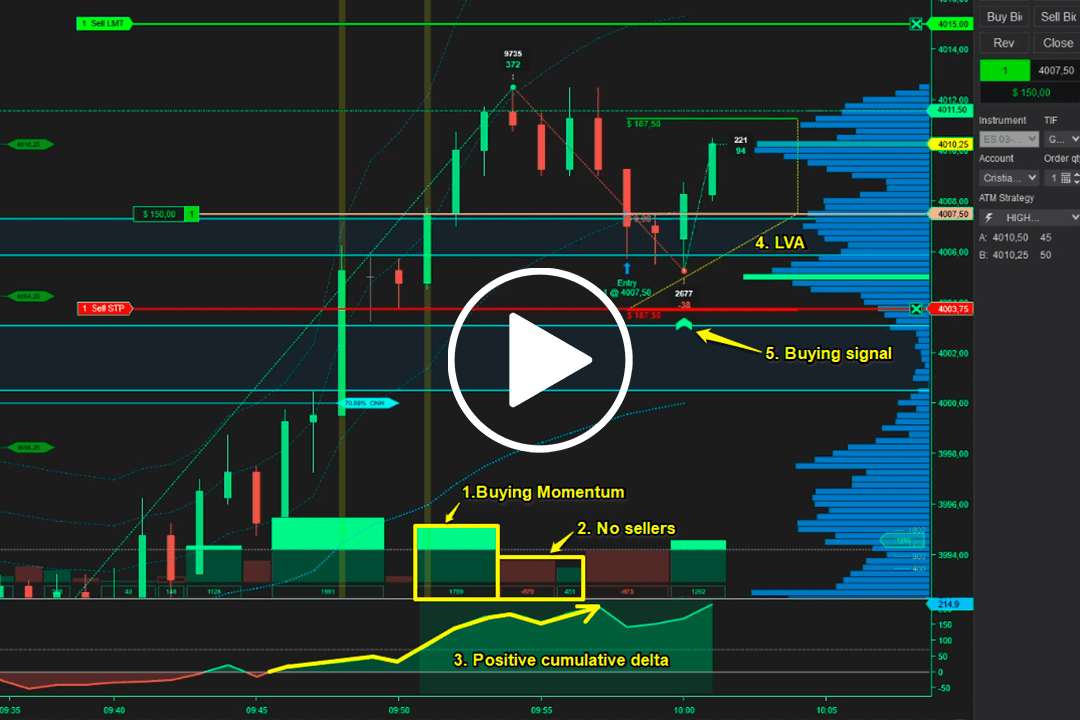 1 Sell LMT
4015,00
4014,00
Buy Bi
Sell Bi
Rev
Close
1
4007,50
$ 150,00
9735
372
4012,00
4011,50
$ 187,50
Instrument
TIF
ES 03-...
G...
4010,25
221
94
4010,25
Account
Order qty
Cristia...
1
ATM Strategy
4008,00
$ 150,00
1
4007,50
HIGH...
4. LVA
A: 4010,50 45
B: 4010,25 50
4006,00
Entry
1 @ 4007,50
2677
-38
4004,25
1 Sell STP
$ 187,50
4003,75
5. Buying signal
4002,00
70.88% ONH
4000,00
3998,25
3998,00
1.Buying Momentum
3996,00
2. No sellers
3994,00
40
146
1128
1991
1769
-679
451
-973
1292
214,9
150
100
50
0
-50
3. Positive cumulative delta
09:35
09:40
09:45
09:50
09:55
10:00
10:05